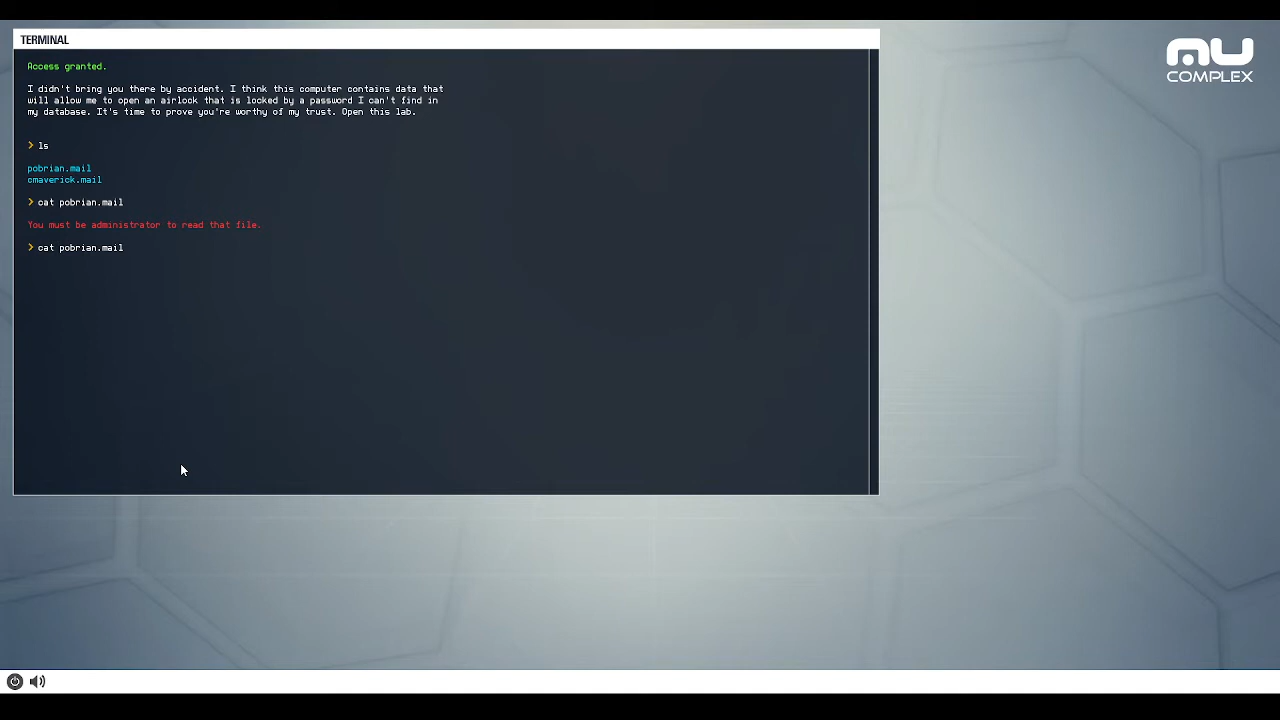 TERMINAL
Access granted.
I didn't bring you there by accident. I think this computer contains data that
will allow me to open an airlock that is locked by a password I can't find in
my database. It's time to prove you're worthy of my trust. Open this lab.
> ls
pobrian.mail
cmaverick.mail
> cat pobrian.mail
You must be administrator to read that file.
> cat pobrian.mail
MU
COMPLEX